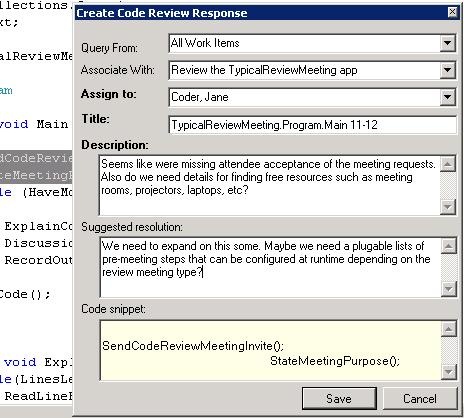 llections.
Create Code Review Response
xt;
Query From:
All Work Items
alReviewMe
Associate With:
Review the TypicalReviewMeeting app
am
Assign to:
Coder, Jane
void Main
Title:
TypicalReviewMeeting.Program.Main 11-12
Description:
dCodeRevie
Seems like were missing attendee acceptance of the meeting requests.
ateMeetingP
Also do we need details for finding free resources such as meeting
le (HaveMo
rooms, projectors, laptops, etc?
ExplainCo
Suggested resolution:
Discussio
We need to expand on this some. Maybe we need a plugable lists of
RecordOut
pre-meeting steps that can be configured at runtime depending on the
review meeting type?
Code();
Code snippet:
SendCodeReviewMeetingInvite();
void Expl
StateMeetingPurpose();
le(LinesLe
ReadLineF
Save
Cancel